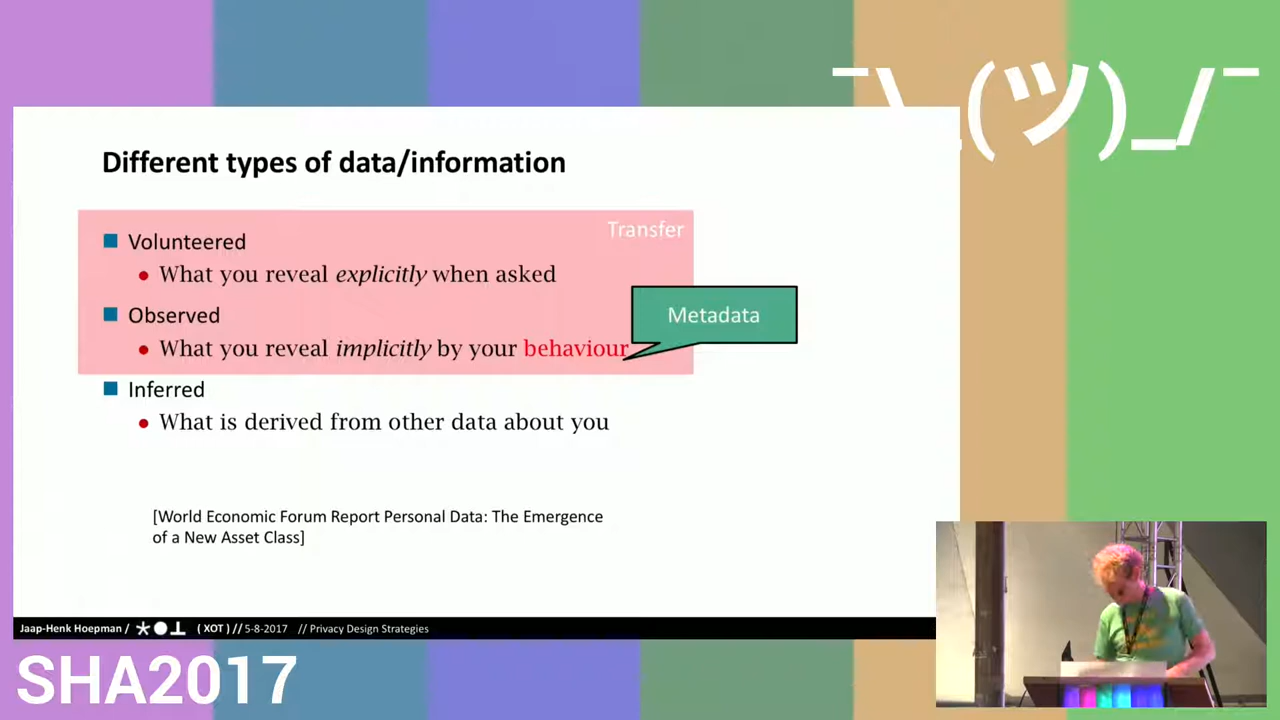 ¯\_(ツ)_/¯
Different types of data/information
Transfer
Volunteered
What you reveal explicitly when asked
Metadata
Observed
What you reveal implicitly by your behaviour
Inferred
What is derived from other data about you
[World Economic Forum Report Personal Data: The Emergence
of a New Asset Class]
Jaap-Henk Hoepman / ( XOT ) // 5-8-2017 // Privacy Design Strategies
SHA2017